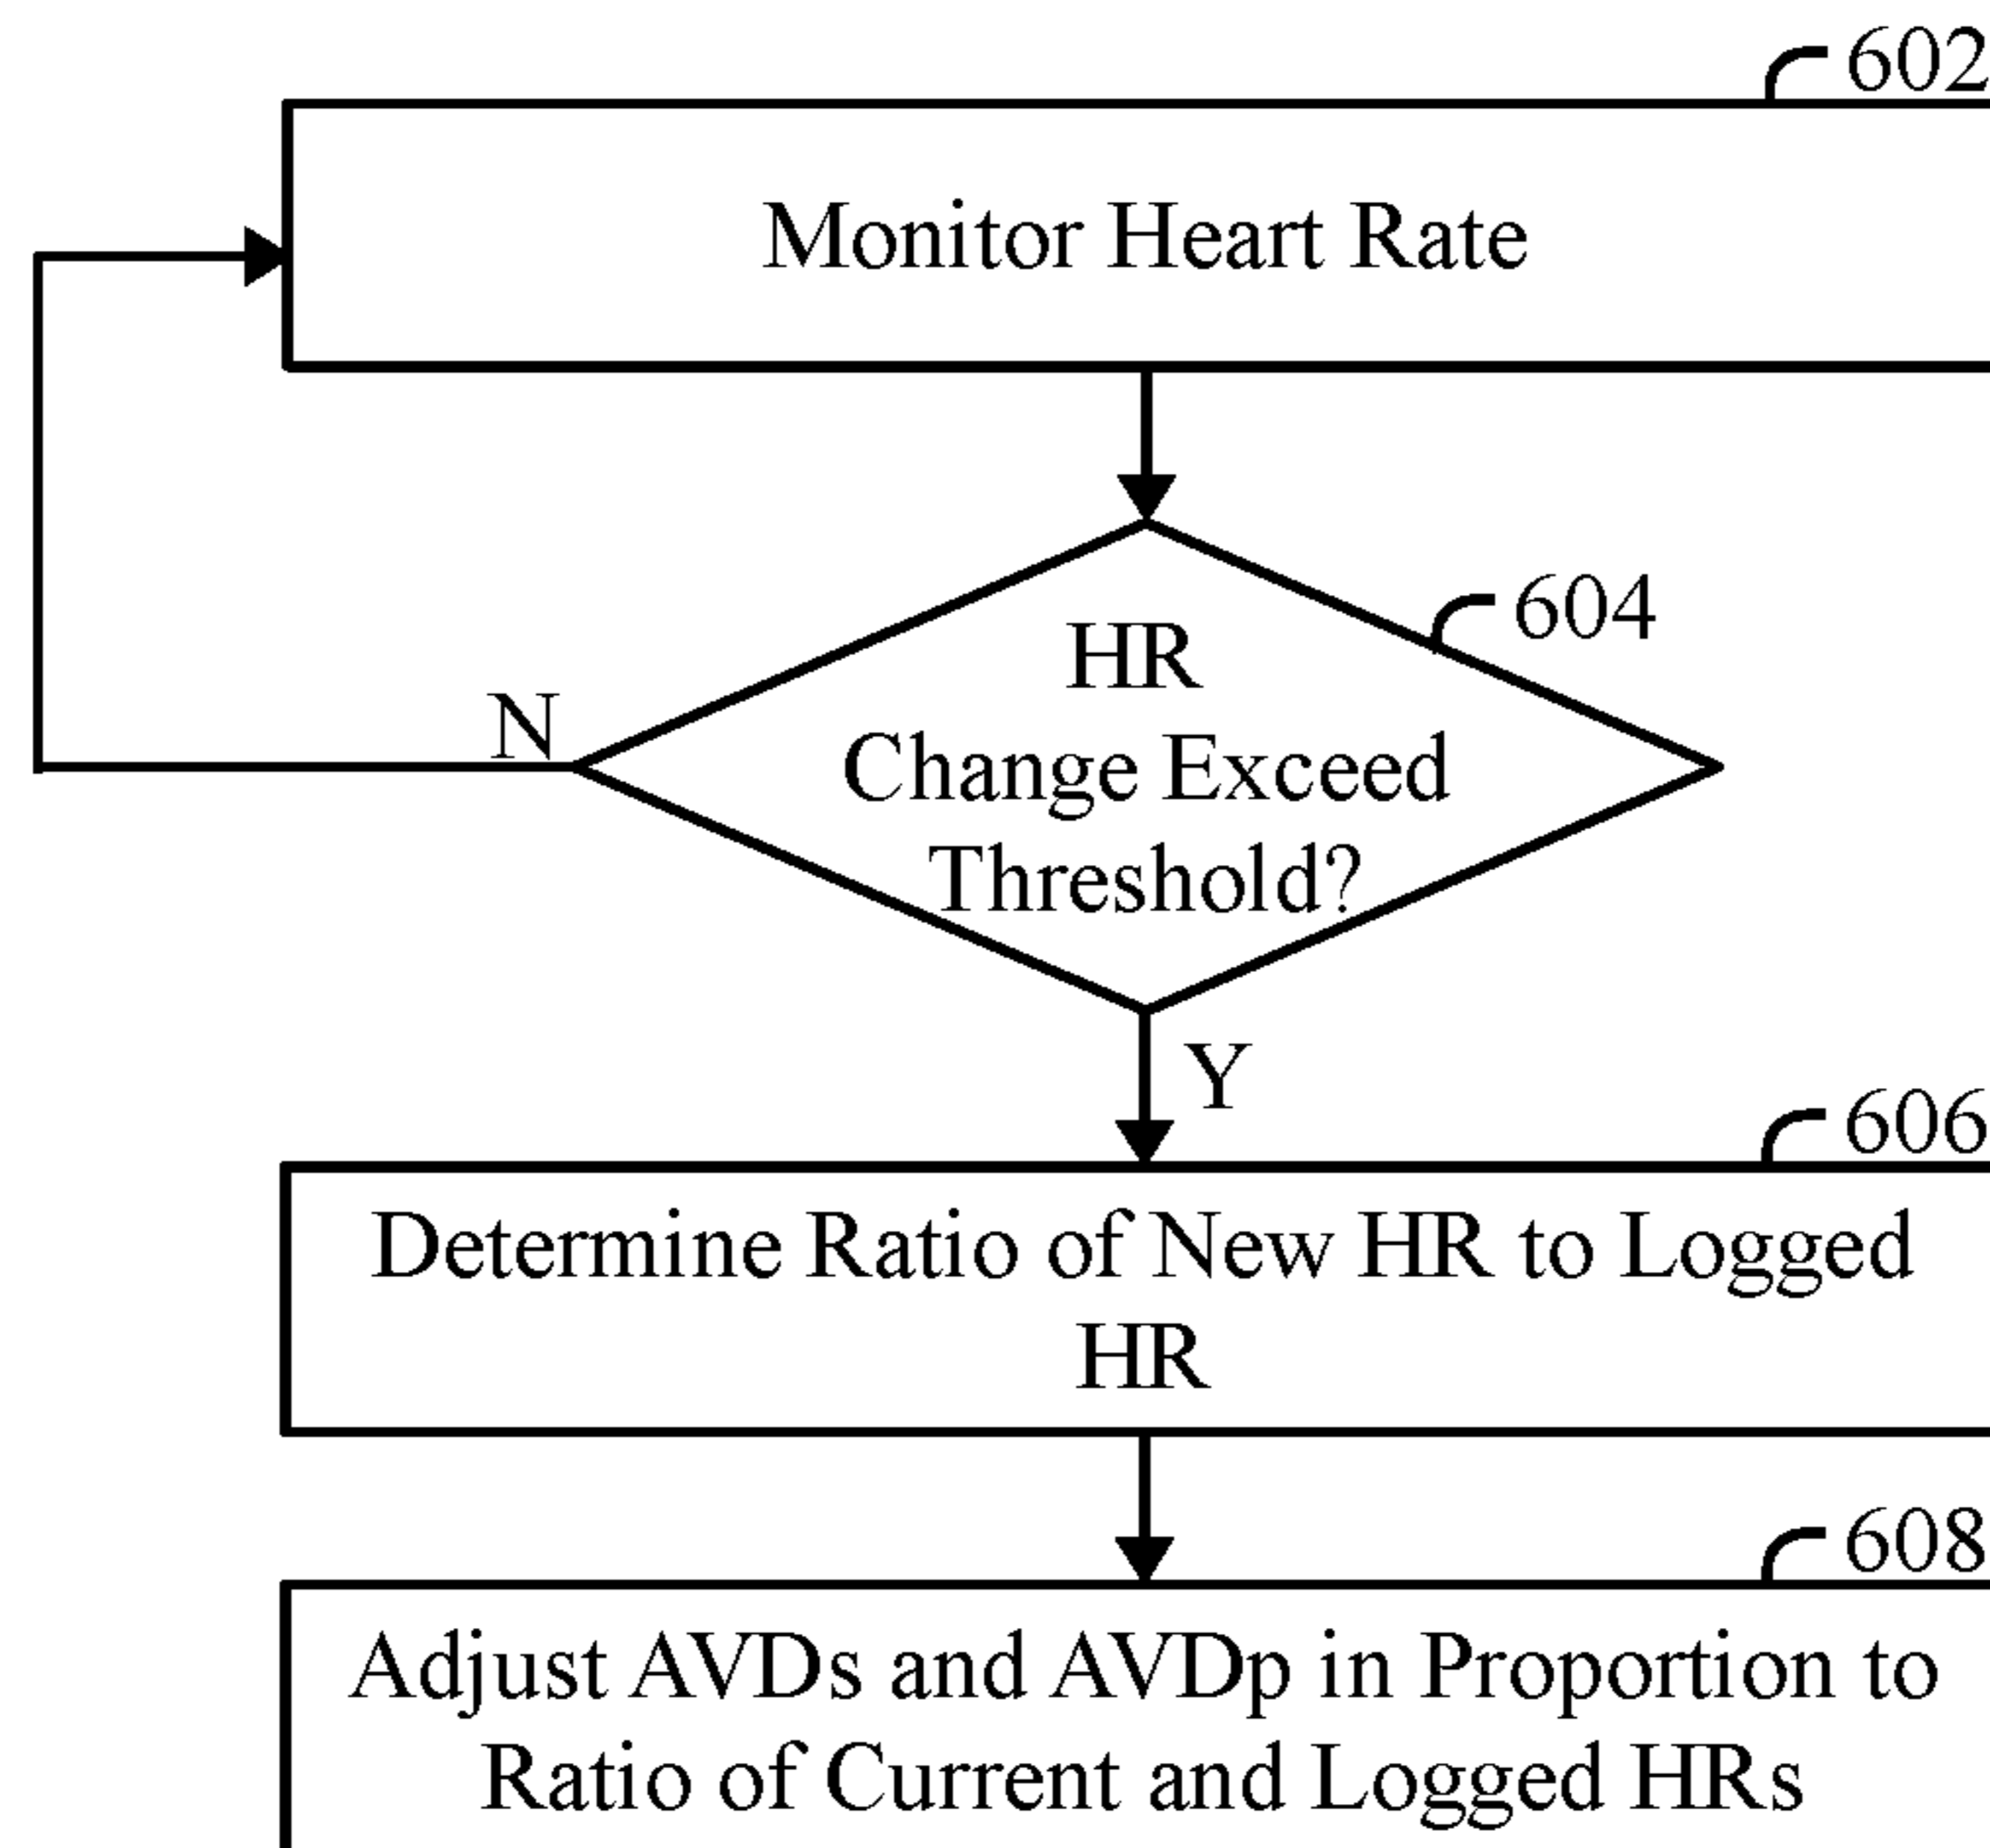 602
Monitor Heart Rate
604
HR
Change Exceed
Threshold?
N
Y
606
Determine Ratio of New HR to Logged
HR
608
Adjust AVDs and AVDp in Proportion to
Ratio of Current and Logged HRs